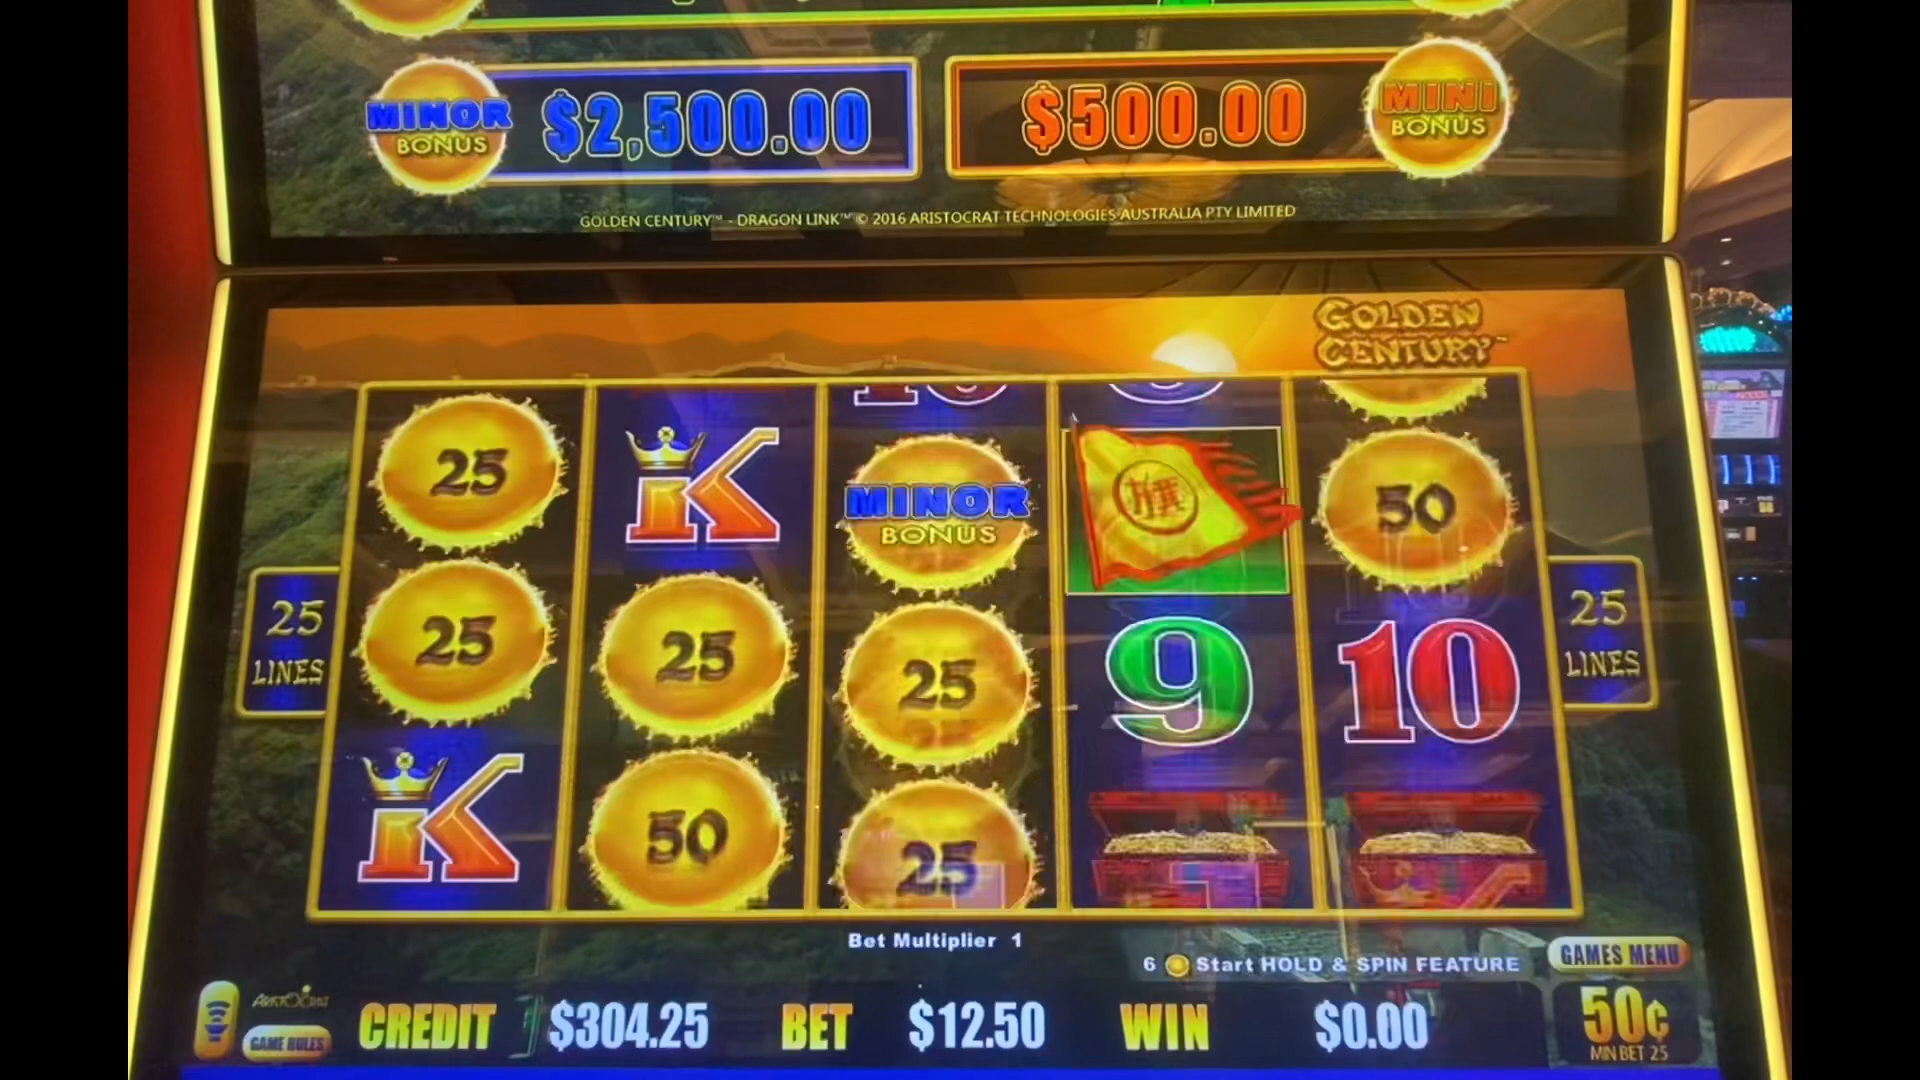 MINOR BONUS $2,500.00 $500.00 MINI BONUS
GOLDEN CENTURY™ - DRAGON LINK™ © 2016 ARISTOCRAT TECHNOLOGIES AUSTRALIA PTY LIMITED
GOLDEN
CENTURY™
25 K MINOR BONUS 50
25 LINES
25 25 25 9 10
25 LINES
K 50 25
Bet Multiplier 1
6 Start HOLD & SPIN FEATURE
GAMES MENU
ARISTOCRAT
GAME RULES
CREDIT $304.25 BET $12.50 WIN $0.00
50¢
MIN BET 25